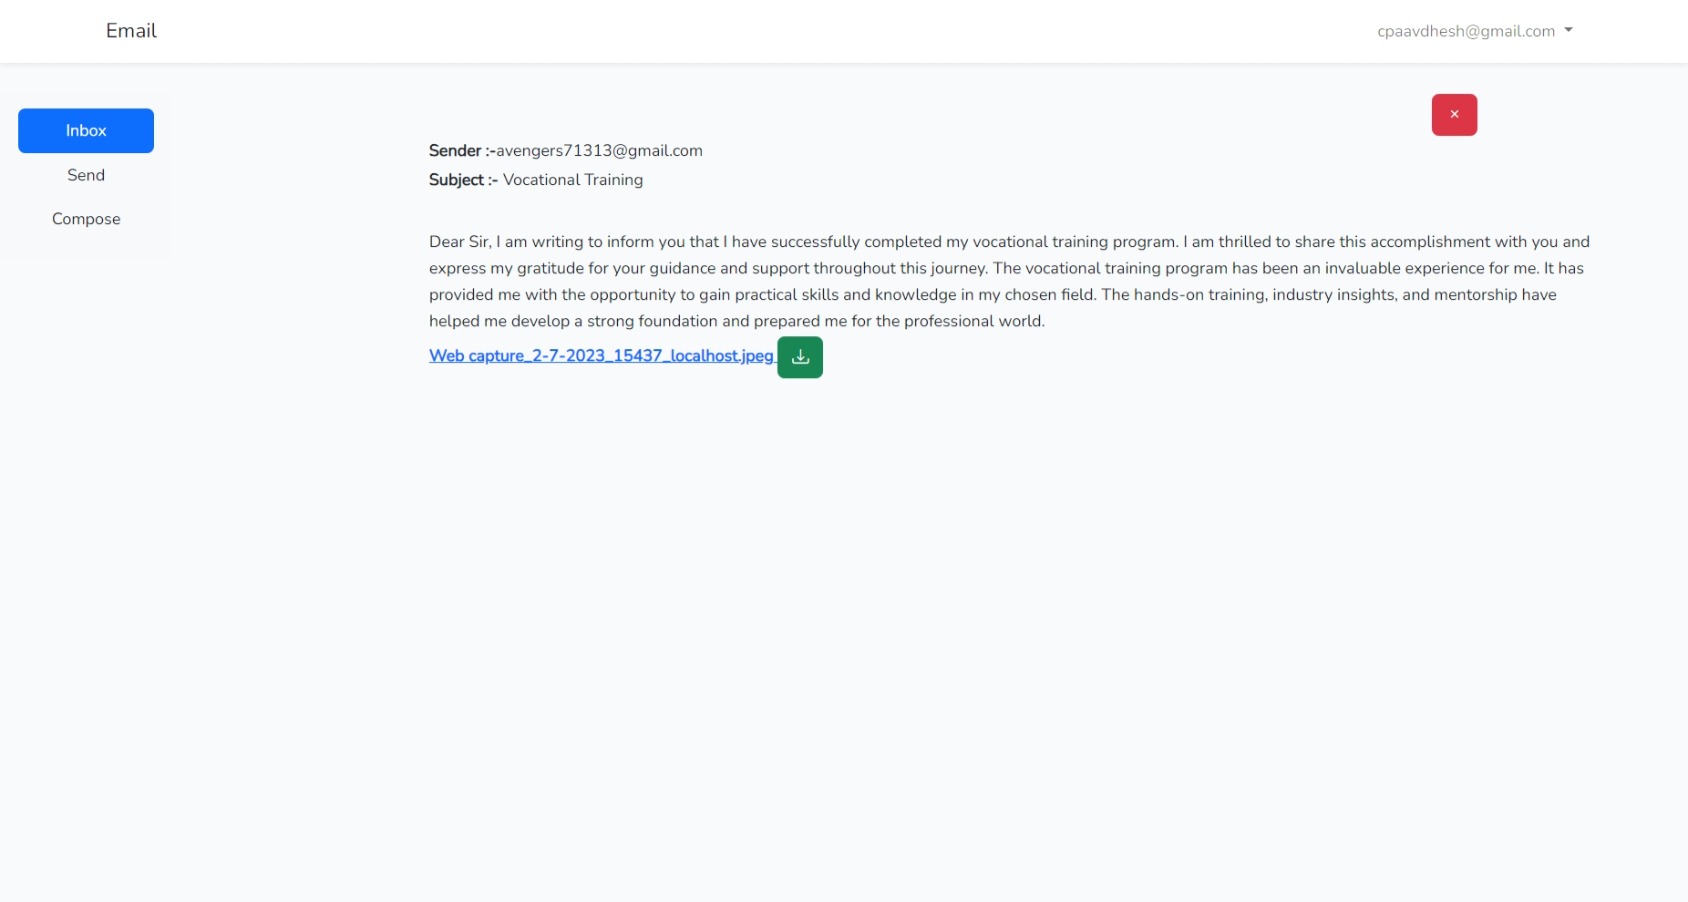 Email
cpaavdhesh@gmail.com
Inbox
Send
Compose
×
Sender :-avengers71313@gmail.com
Subject :- Vocational Training
Dear Sir, I am writing to inform you that I have successfully completed my vocational training program. I am thrilled to share this accomplishment with you and
express my gratitude for your guidance and support throughout this journey. The vocational training program has been an invaluable experience for me. It has
provided me with the opportunity to gain practical skills and knowledge in my chosen field. The hands-on training, industry insights, and mentorship have
helped me develop a strong foundation and prepared me for the professional world.
Web capture_2-7-2023_15437_localhost.jpeg